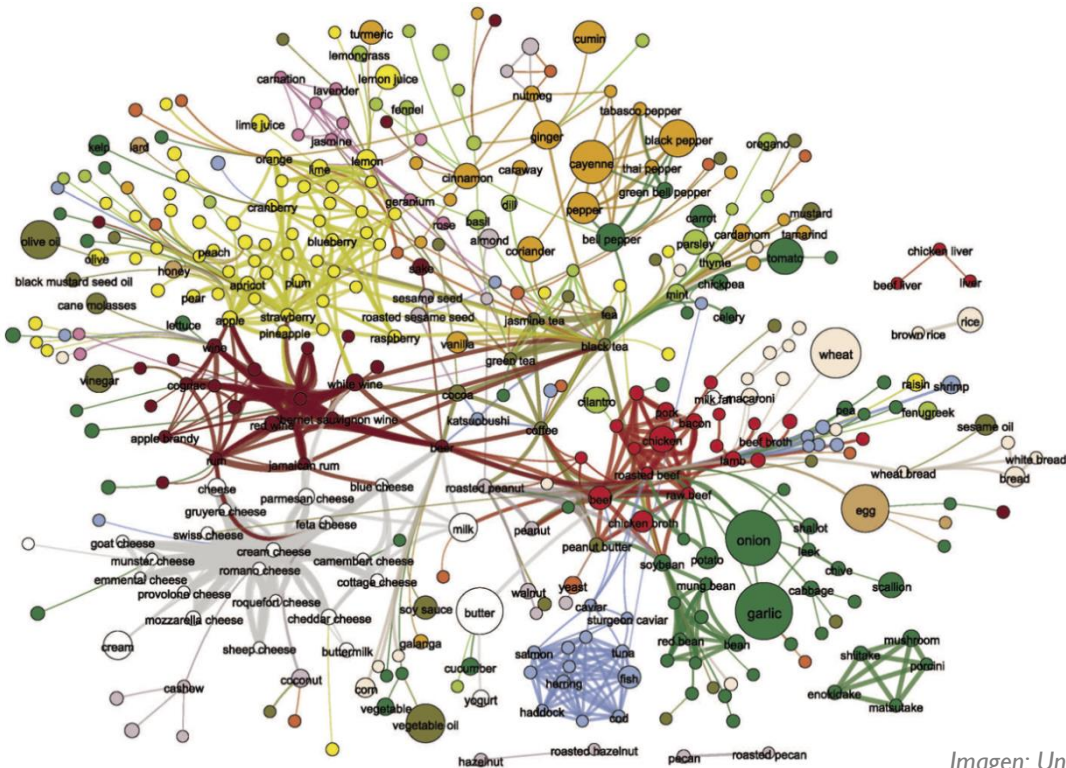 turmeric
cumin
lemongrass
carnation
lemon juice
lavender
nutmeg
fennel
tabasco pepper
lime juice
jasmine
ginger
black pepper
kelp
lard
orange
lemon
lime
cayenne
oregano
cinnamon
caraway
thai pepper
green bell pepper
cranberry
geranium
dill
pepper
basil
rose
carrot
mustard
olive oil
blueberry
almond
coriander
bell pepper
parsley
cardamom
tamarind
olive
peach
honey
thyme
tomato
chicken liver
black mustard seed oil
apricot
plum
sake
chickpea
beef liver
liver
cane molasses
pear
sesame seed
mint
lettuce
apple
strawberry
roasted sesame seed
jasmine tea
tea
celery
rice
pineapple
raspberry
vanilla
brown rice
wine
green tea
black tea
wheat
vinegar
cognac
white wine
cocoa
milk fat
macaroni
raisin
shrimp
cilantro
pork
pea
fenugreek
red wine
bernet sauvignon wine
katsuobushi
coffee
bacon
sesame oil
apple brandy
beer
chicken
beef broth
rum
jamaican rum
roasted beef
lamb
wheat bread
white bread
bread
cheese
blue cheese
roasted peanut
beef
raw beef
parmesan cheese
gruyere cheese
egg
feta cheese
milk
peanut
chicken broth
swiss cheese
onion
shallot
goat cheese
cream cheese
peanut butter
leek
munster cheese
camembert cheese
soybean
potato
romano cheese
chive
emmental cheese
cottage cheese
mung bean
scallion
provolone cheese
walnut
yeast
cabbage
roquefort cheese
caviar
soy sauce
butter
garlic
mozzarella cheese
cheddar cheese
sturgeon caviar
cream
sheep cheese
buttermilk
galanga
red bean
bean
mushroom
salmon
tuna
shiitake
porcini
cucumber
coconut
herring
fish
cashew
corn
yogurt
enokidake
vegetable
haddock
cod
matsutake
vegetable oil
hazelnut
roasted hazelnut
pecan
roasted pecan
Imagen: Un